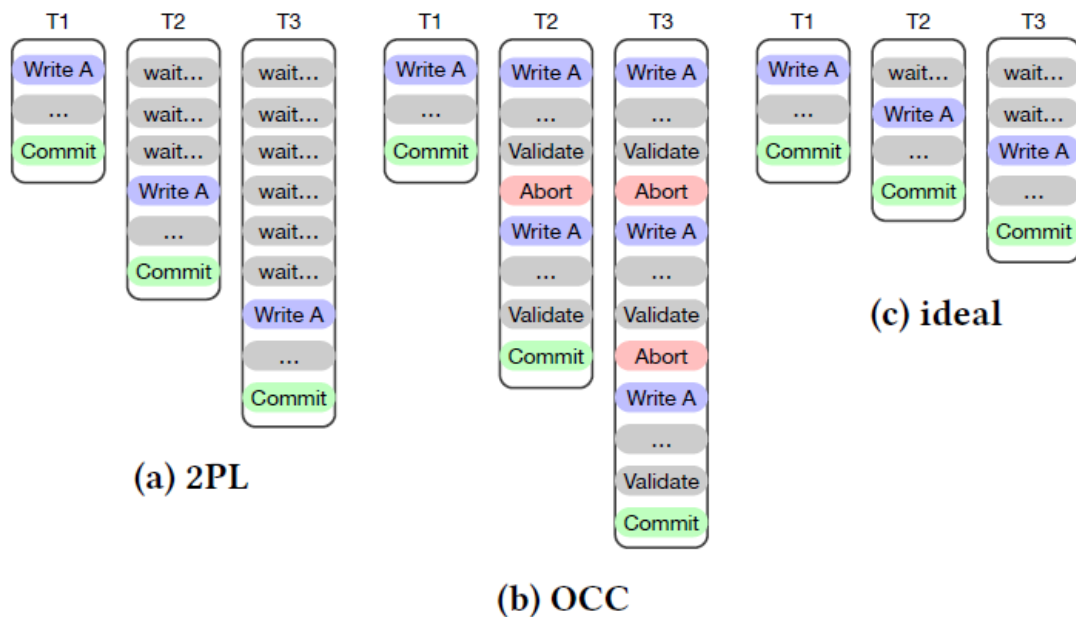 T1
Write A
...
Commit
T2
wait...
wait...
wait...
Write A
...
Commit
T3
wait...
wait...
wait...
wait...
wait...
wait...
Write A
...
Commit
(a) 2PL
T1
Write A
...
Commit
T2
Write A
...
Validate
Abort
Write A
...
Validate
Commit
T3
Write A
...
Validate
Abort
Write A
...
Validate
Abort
Write A
...
Validate
Commit
(b) OCC
T1
Write A
...
Commit
T2
wait...
Write A
...
Commit
T3
wait...
wait...
Write A
...
Commit
(c) ideal